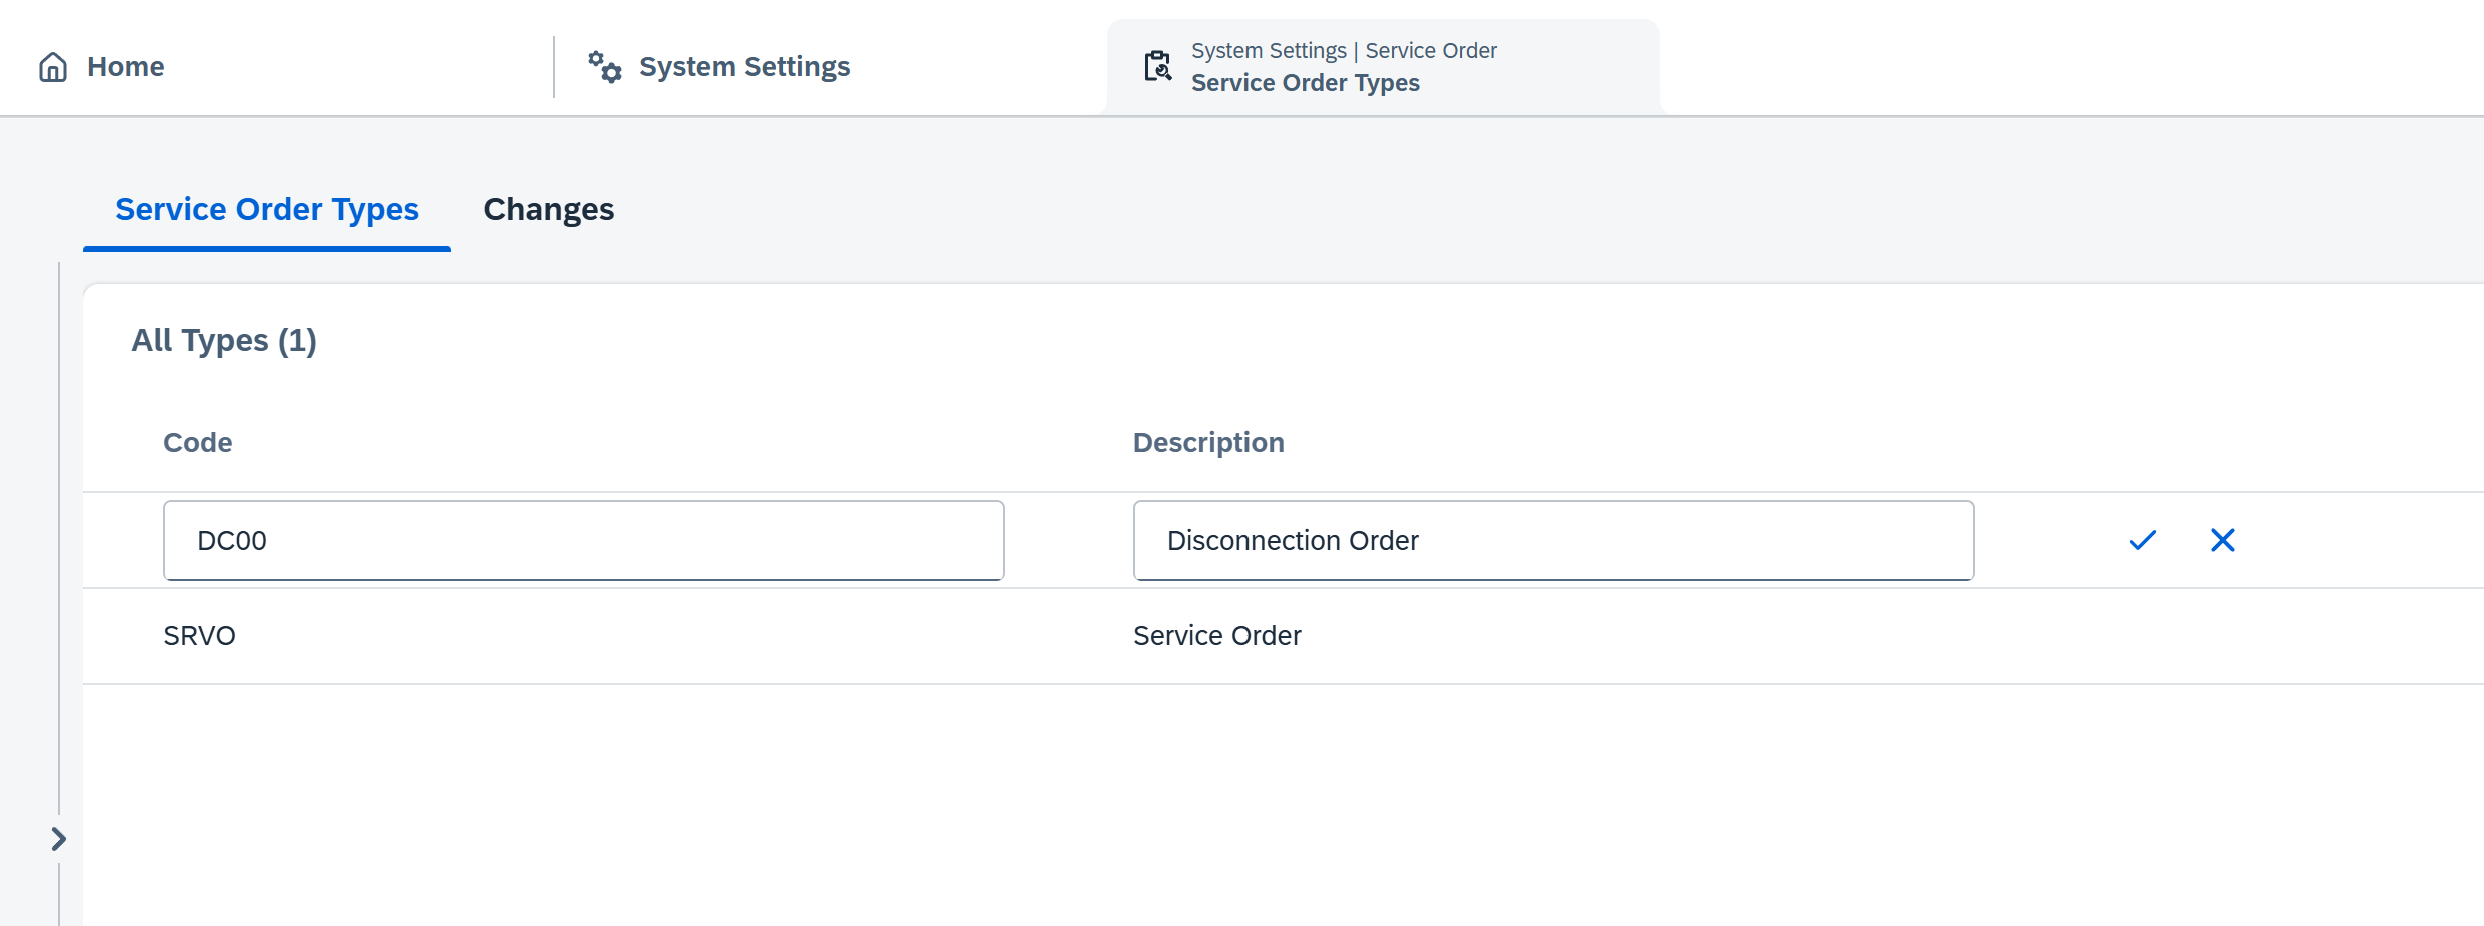 Home
System Settings
System Settings | Service Order
Service Order Types
Service Order Types
Changes
All Types (1)
Code
Description
DC00
Disconnection Order
SRVO
Service Order